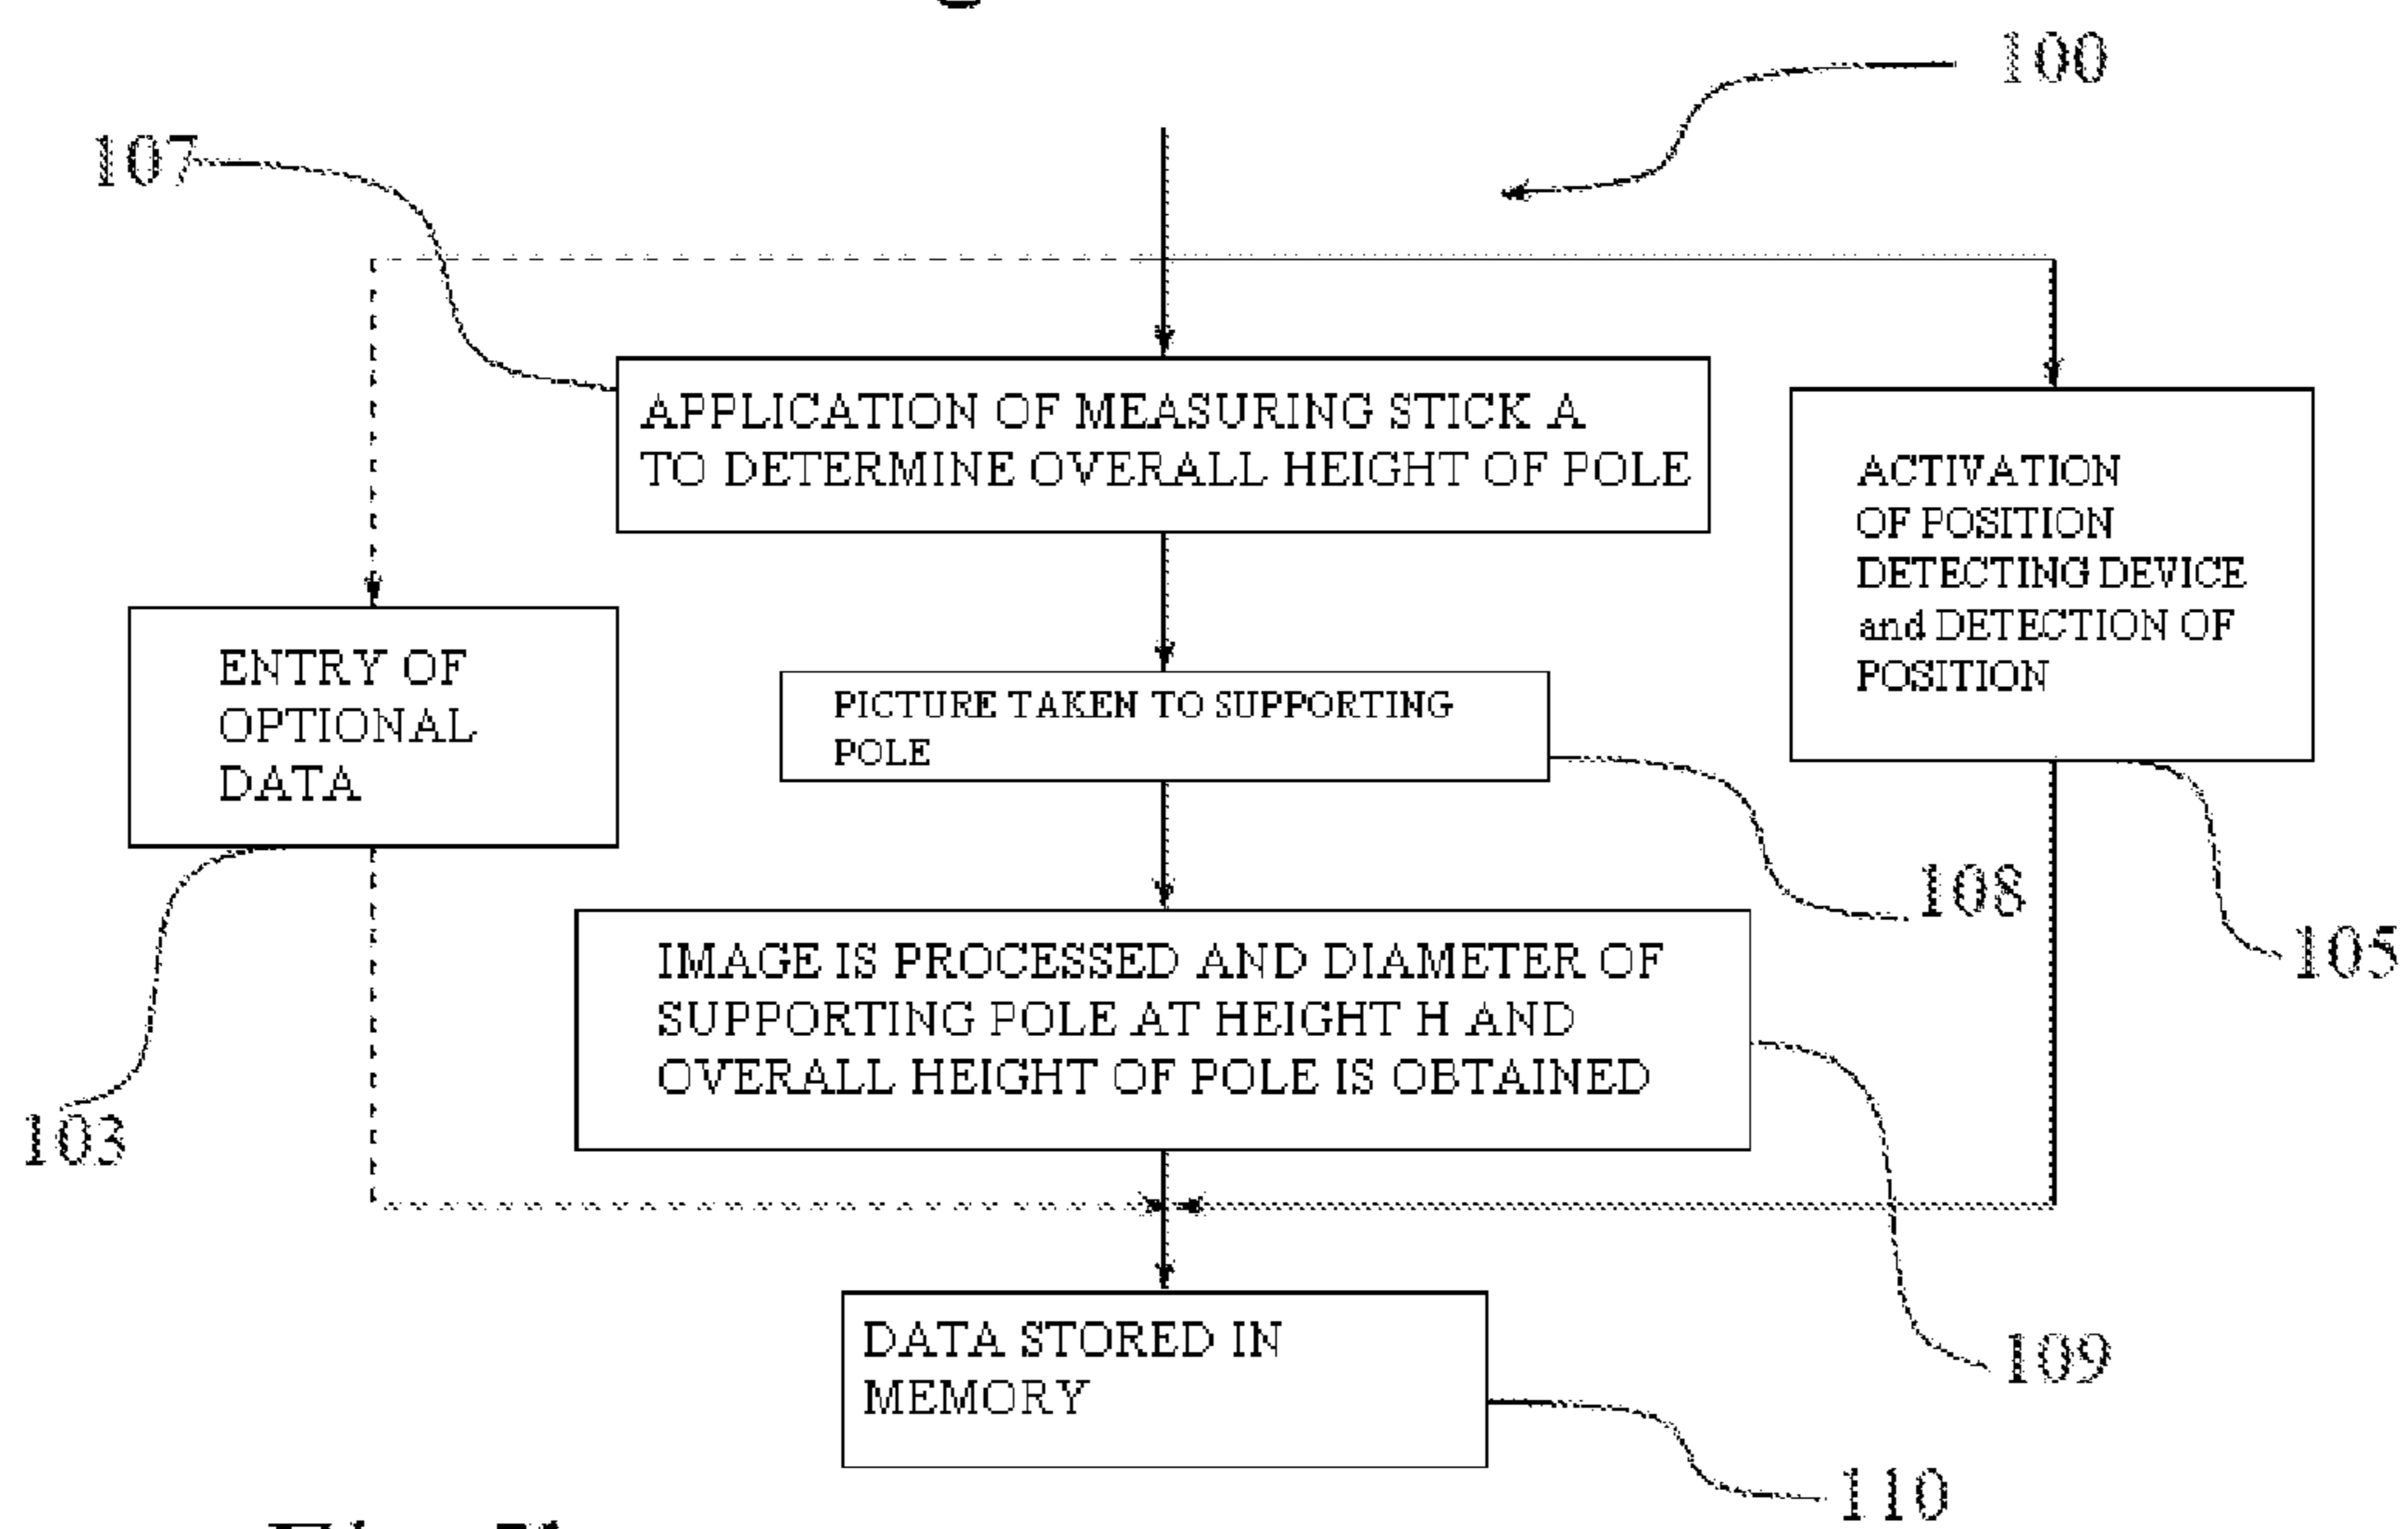 100
107
APPLICATION OF MEASURING STICK A
TO DETERMINE OVERALL HEIGHT OF POLE
ACTIVATION
OF POSITION
DETECTING DEVICE
and DETECTION OF
POSITION
ENTRY OF
OPTIONAL
DATA
PICTURE TAKEN TO SUPPORTING
POLE
108
105
IMAGE IS PROCESSED AND DIAMETER OF
SUPPORTING POLE AT HEIGHT H AND
OVERALL HEIGHT OF POLE IS OBTAINED
103
109
DATA STORED IN
MEMORY
110